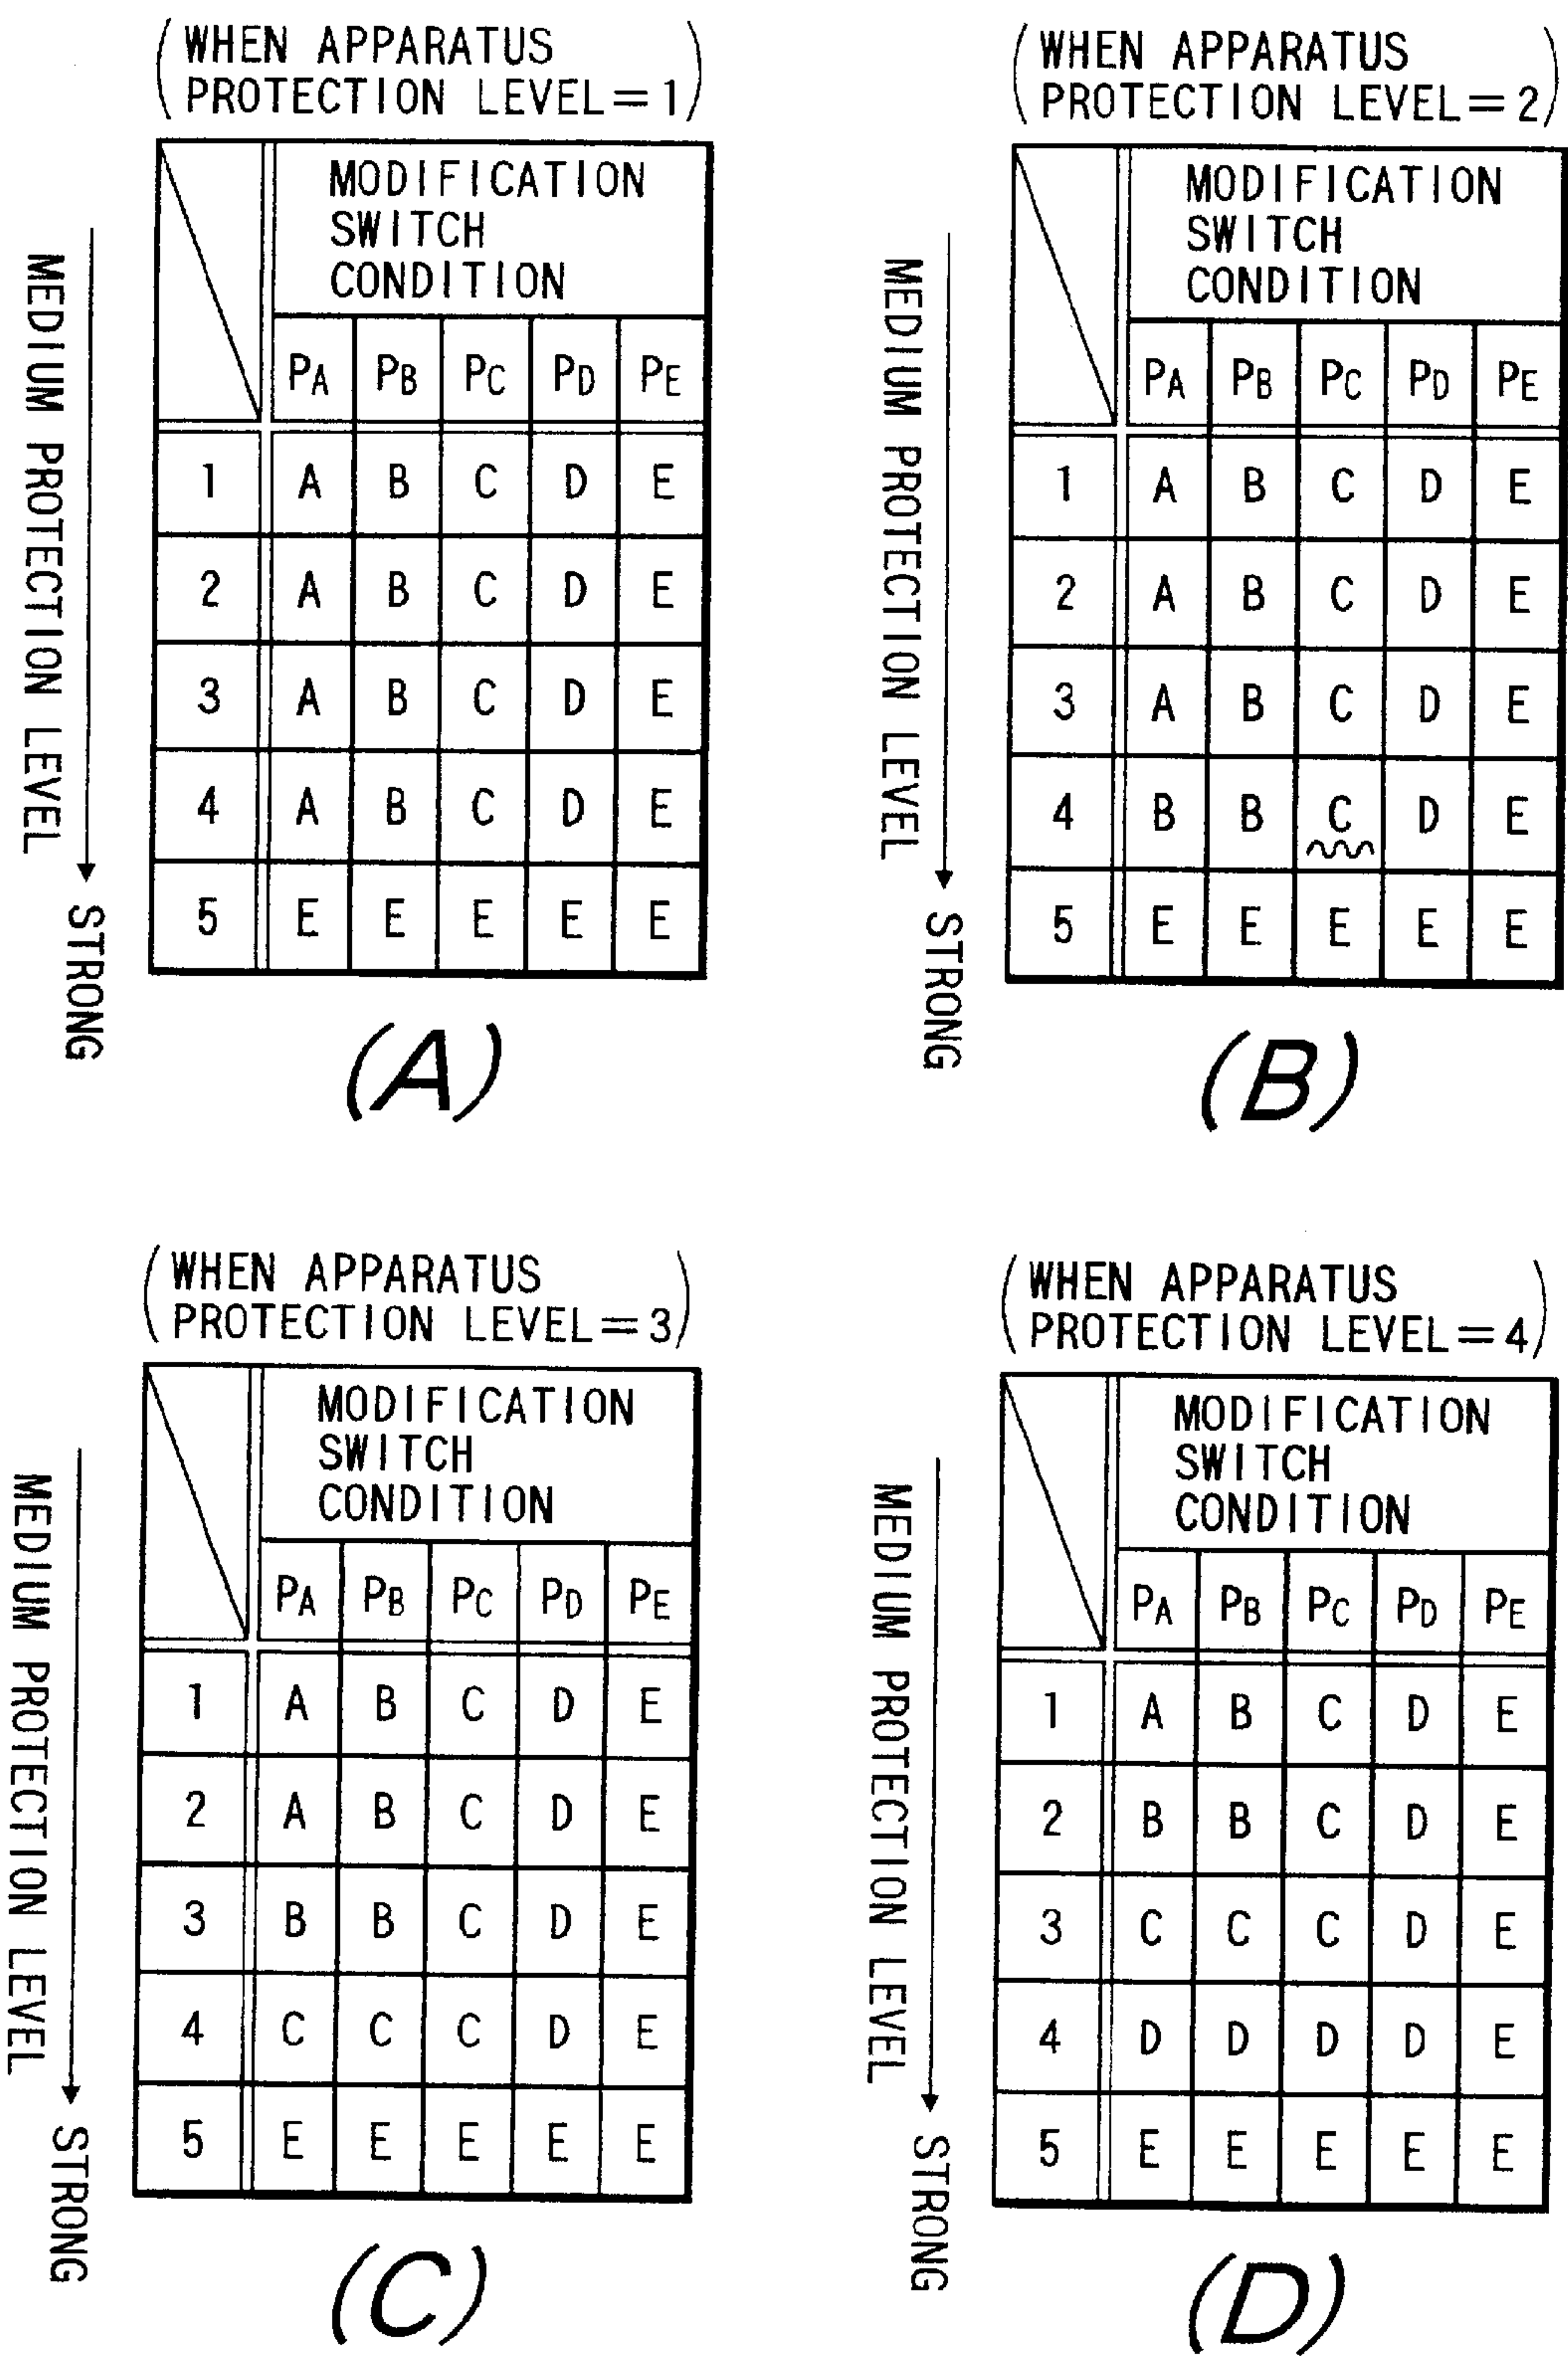 (WHEN APPARATUS
PROTECTION LEVEL=1)
MODIFICATION
SWITCH
CONDITION
PA PB PC PD PE
1 A B C D E
2 A B C D E
3 A B C D E
4 A B C D E
5 E E E E E
MEDIUM PROTECTION LEVEL
STRONG
(A)
(WHEN APPARATUS
PROTECTION LEVEL=2)
MODIFICATION
SWITCH
CONDITION
PA PB PC PD PE
1 A B C D E
2 A B C D E
3 A B C D E
4 B B C D E
5 E E E E E
MEDIUM PROTECTION LEVEL
STRONG
(B)
(WHEN APPARATUS
PROTECTION LEVEL=3)
MODIFICATION
SWITCH
CONDITION
PA PB PC PD PE
1 A B C D E
2 A B C D E
3 B B C D E
4 C C C D E
5 E E E E E
MEDIUM PROTECTION LEVEL
STRONG
(C)
(WHEN APPARATUS
PROTECTION LEVEL=4)
MODIFICATION
SWITCH
CONDITION
PA PB PC PD PE
1 A B C D E
2 B B C D E
3 C C C D E
4 D D D D E
5 E E E E E
MEDIUM PROTECTION LEVEL
STRONG
(D)